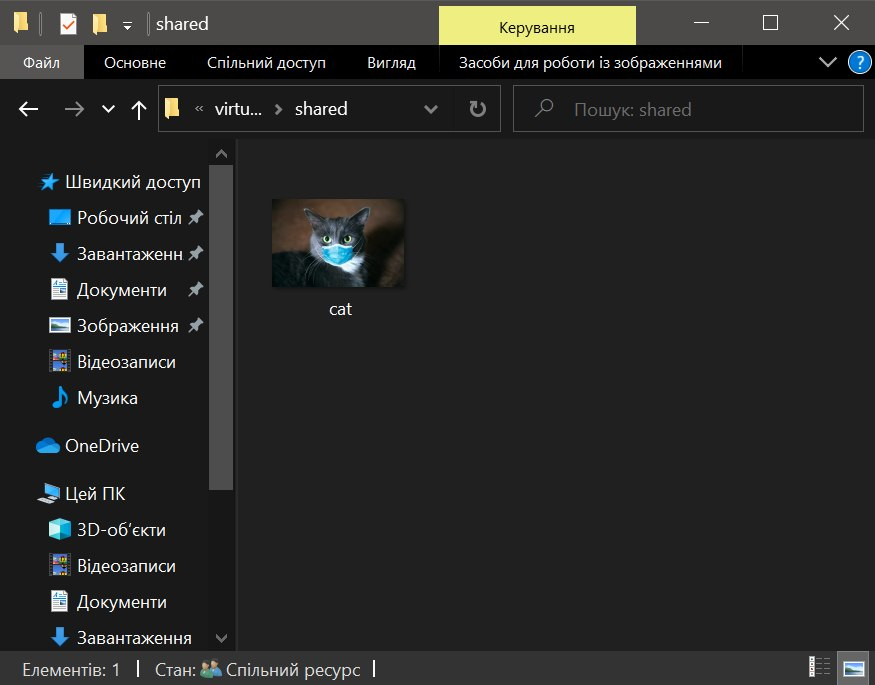 shared
Керування
Файл
Основне
Спільний доступ
Вигляд
Засоби для роботи із зображеннями
?
« virtu... > shared
Пошук: shared
Швидкий доступ
Робочий стіл
Завантаженн
Документи
Зображення
Відеозаписи
Музика
OneDrive
Цей ПК
3D-об’єкти
Відеозаписи
Документи
Завантаження
cat
Елементів: 1
Стан: Спільний ресурс